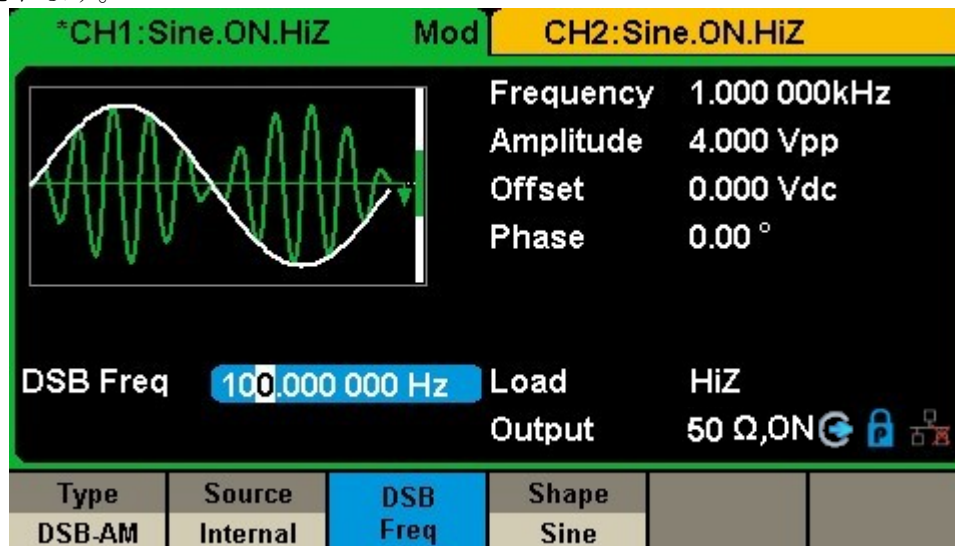 *CH1:Sine.ON.HiZ Mod CH2:Sine.ON.HiZ
Frequency 1.000 000kHz
Amplitude 4.000 Vpp
Offset 0.000 Vdc
Phase 0.00 °
DSB Freq 100.000 000 Hz Load HiZ
Output 50 Ω,ON P
Type Source DSB Freq Shape
DSB-AM Internal Sine